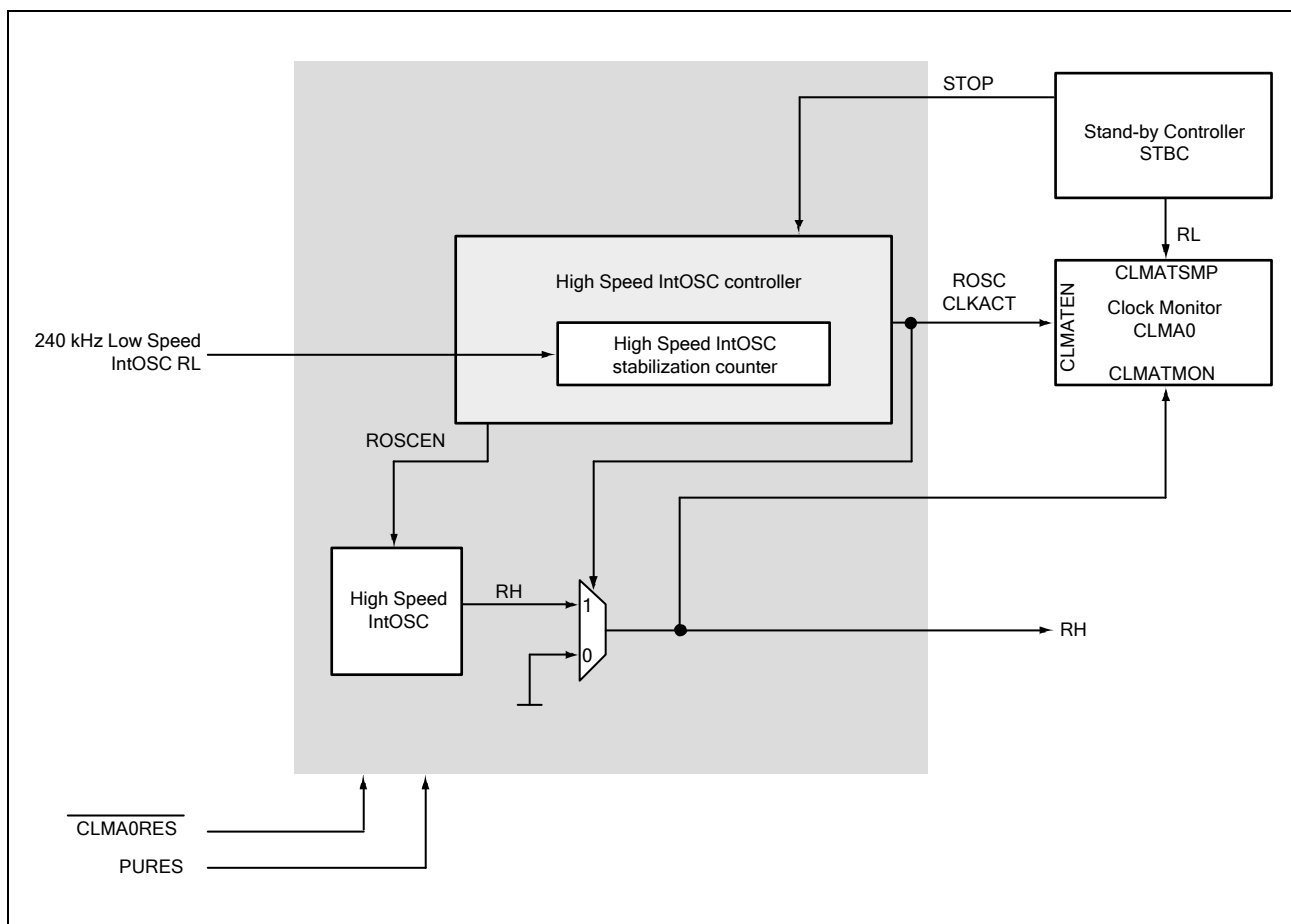 STOP
Stand-by Controller
STBC
RL
High Speed IntOSC controller
ROSC
CLKACT
CLMATEN
CLMATSMP
Clock Monitor
CLMA0
CLMATMON
240 kHz Low Speed
IntOSC RL
High Speed IntOSC
stabilization counter
ROSCEN
High Speed
IntOSC
RH
1
0
RH
CLMA0RES
PURES